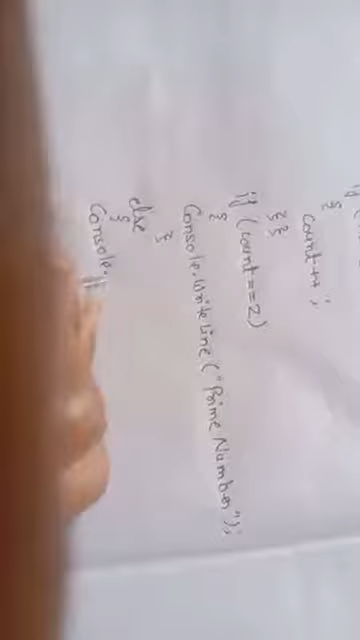 {
count++;
}}
if (count==2)
{
Console.WriteLine("Prime Number");
}
else
{
Console.